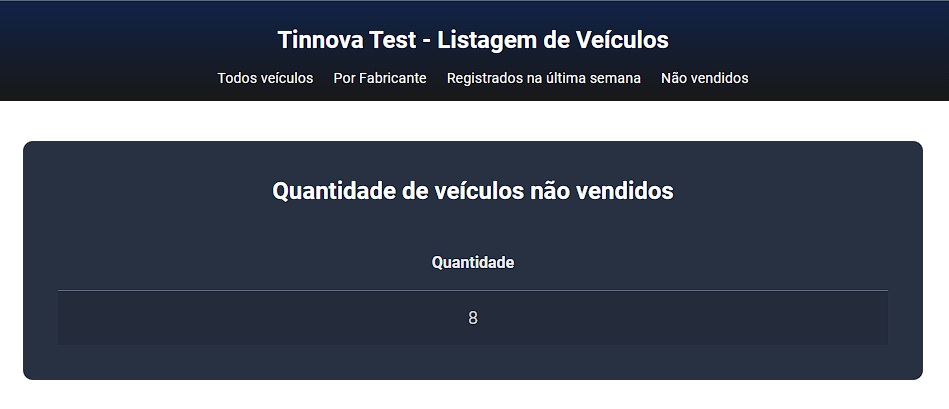 Tinnova Test - Listagem de Veículos
Todos veículos Por Fabricante Registrados na última semana Não vendidos
Quantidade de veículos não vendidos
Quantidade
8